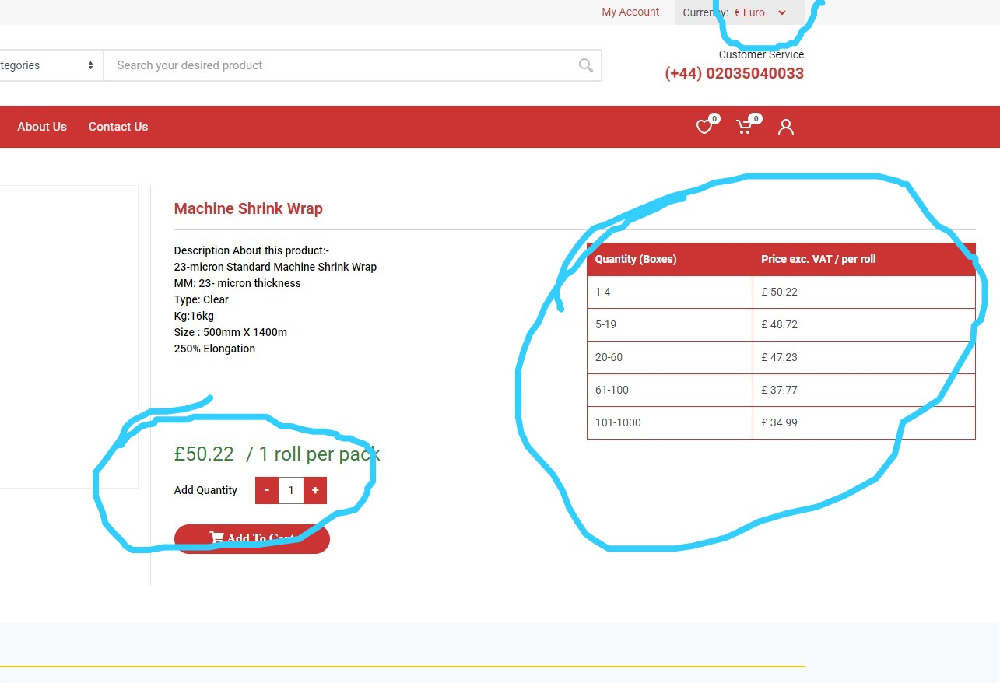 My Account
Currency: € Euro
tegories
Search your desired product
Customer Service
(+44) 02035040033
About Us
Contact Us
0
0
Machine Shrink Wrap
Description About this product:-
23-micron Standard Machine Shrink Wrap
MM: 23- micron thickness
Type: Clear
Kg:16kg
Size : 500mm X 1400m
250% Elongation
£50.22 / 1 roll per pack
Add Quantity - 1 +
Add To Cart
Quantity (Boxes) Price exc. VAT / per roll
1-4 £ 50.22
5-19 £ 48.72
20-60 £ 47.23
61-100 £ 37.77
101-1000 £ 34.99